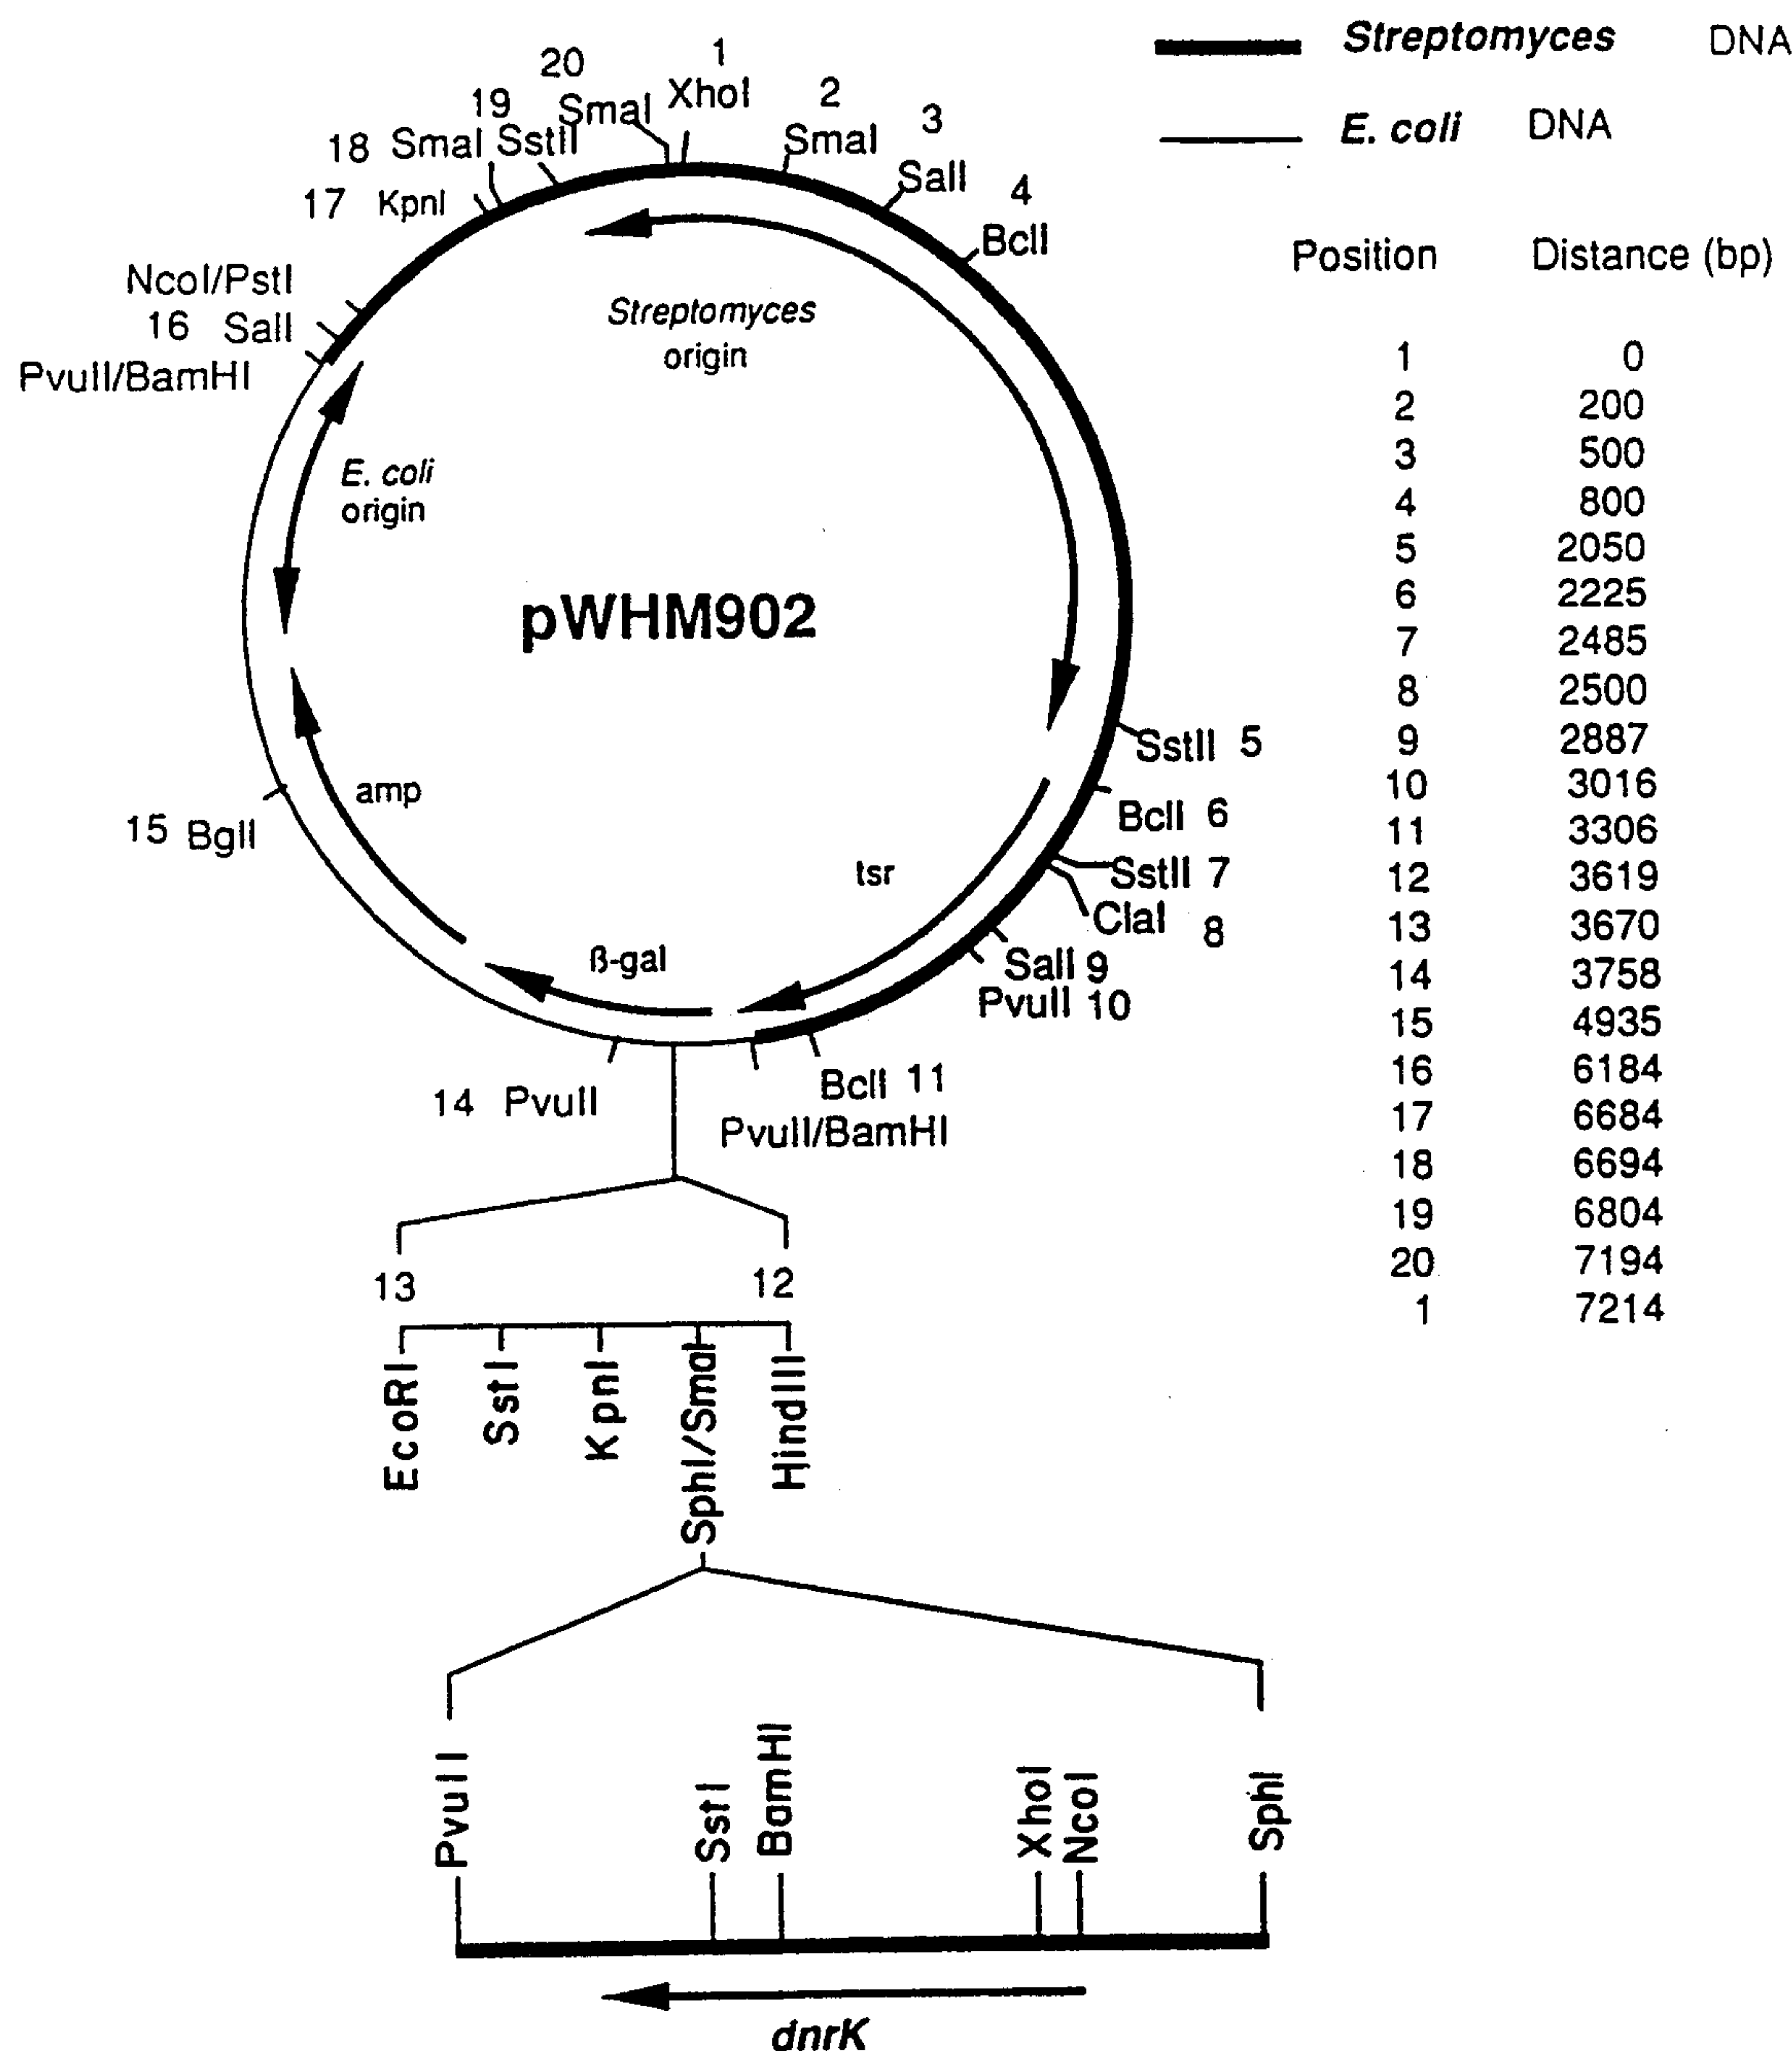 Streptomyces DNA
E. coli DNA
Position Distance (bp)
1 0
2 200
3 500
4 800
5 2050
6 2225
7 2485
8 2500
9 2887
10 3016
11 3306
12 3619
13 3670
14 3758
15 4935
16 6184
17 6684
18 6694
19 6804
20 7194
1 7214
1
XhoI
2
SmaI
3
SalI
4
BclI
SstII 5
BclI 6
SstII 7
ClaI 8
SalI 9
PvuII 10
BclI 11
PvuII/BamHI
14 PvuII
15 BglI
PvuII/BamHI
16 SalI
NcoI/PstI
17 KpnI
18 SmaI
19
SstII
20
SmaI
Streptomyces
origin
E. coli
origin
pWHM902
amp
tsr
ß-gal
13 12
EcoRI
SstI
KpnI
SphI/SmaI
HindIII
PvuII
SstI
BamHI
XhoI
NcoI
SphI
dnrK